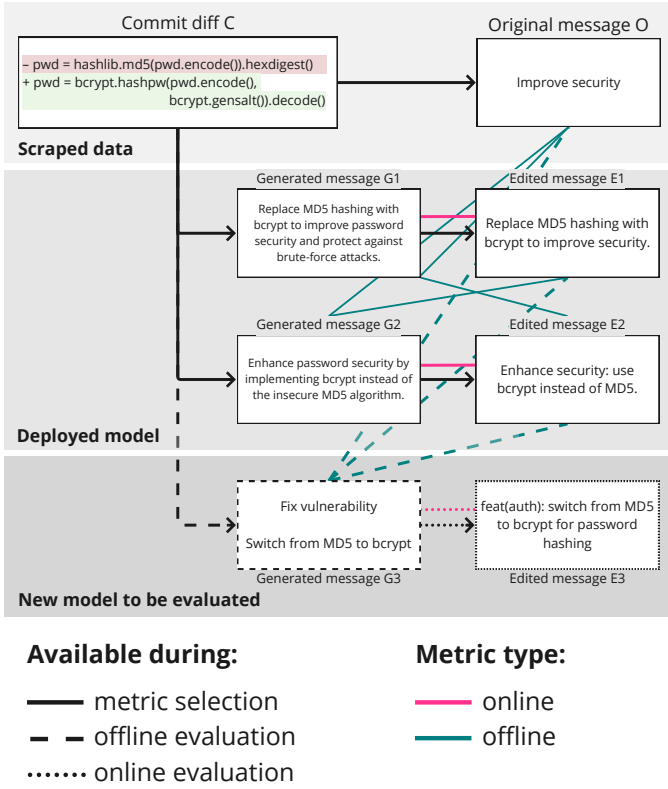 Commit diff C
Original message O
– pwd = hashlib.md5(pwd.encode()).hexdigest()
+ pwd = bcrypt.hashpw(pwd.encode(),
bcrypt.gensalt()).decode()
Improve security
Scraped data
Generated message G1
Edited message E1
Replace MD5 hashing with
bcrypt to improve password
security and protect against
brute-force attacks.
Replace MD5 hashing with
bcrypt to improve security.
Generated message G2
Edited message E2
Enhance password security by
implementing bcrypt instead of
the insecure MD5 algorithm.
Enhance security: use
bcrypt instead of MD5.
Deployed model
Fix vulnerability
Switch from MD5 to bcrypt
feat(auth): switch from MD5
to bcrypt for password
hashing
Generated message G3
Edited message E3
New model to be evaluated
Available during:
metric selection
offline evaluation
online evaluation
Metric type:
online
offline